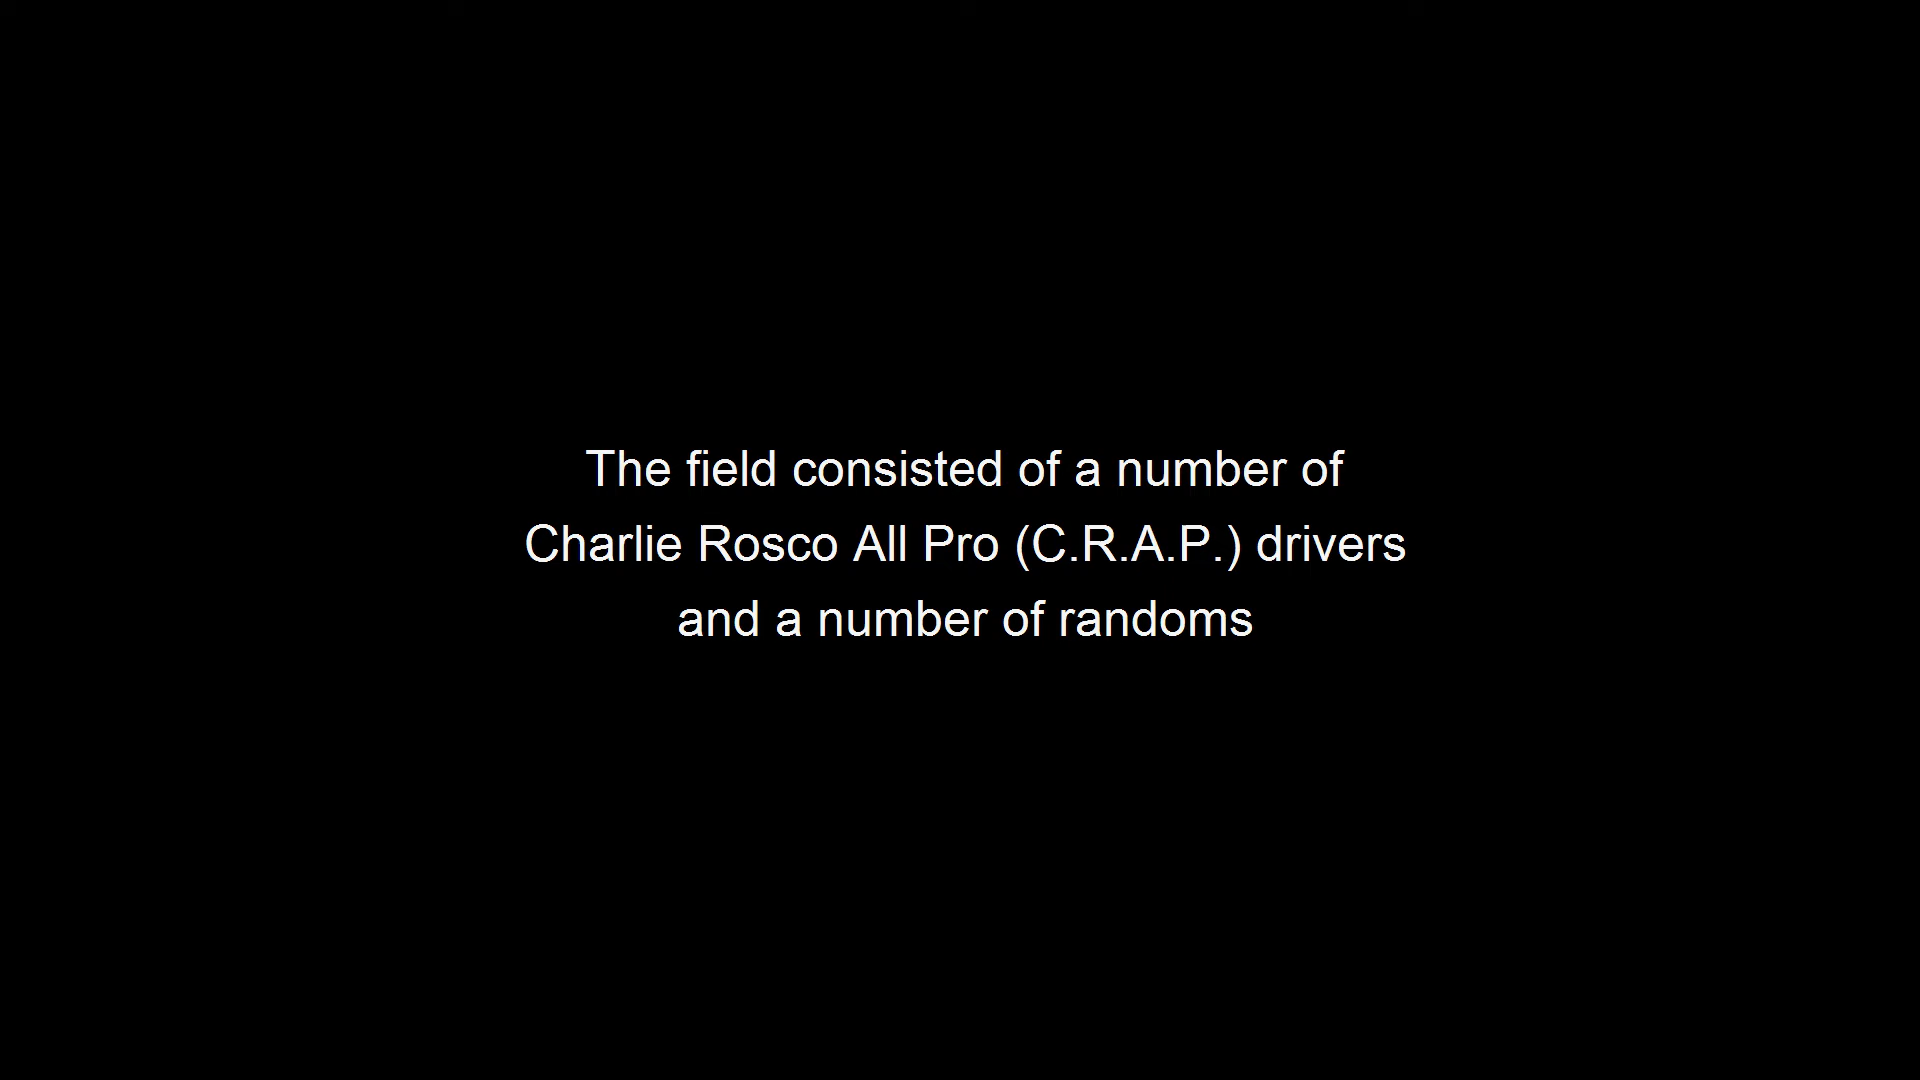 The field consisted of a number of
Charlie Rosco All Pro (C.R.A.P.) drivers
and a number of randoms